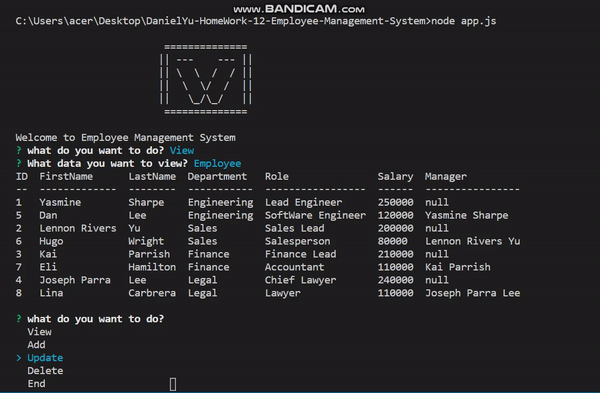 www.BANDICAM.com
C:\Users\acer\Desktop\DanielYu-HomeWork-12-Employee-Management-System>node app.js
==============
|| ---    --- ||
|| \  \  /  / ||
||  \  \/  /  ||
||   \_/\_/   ||
==============
Welcome to Employee Management System
? what do you want to do? View
? What data you want to view? Employee
ID  FirstName      LastName  Department   Role               Salary  Manager
--  -------------  --------  -----------  -----------------  ------  ----------------
1   Yasmine        Sharpe    Engineering  Lead Engineer      250000  null
5   Dan            Lee       Engineering  SoftWare Engineer  120000  Yasmine Sharpe
2   Lennon Rivers  Yu        Sales        Sales Lead         200000  null
6   Hugo           Wright    Sales        Salesperson        80000   Lennon Rivers Yu
3   Kai            Parrish   Finance      Finance Lead       210000  null
7   Eli            Hamilton  Finance      Accountant         110000  Kai Parrish
4   Joseph Parra   Lee       Legal        Chief Lawyer       240000  null
8   Lina           Carbrera  Legal        Lawyer             110000  Joseph Parra Lee
? what do you want to do?
View
Add
> Update
Delete
End